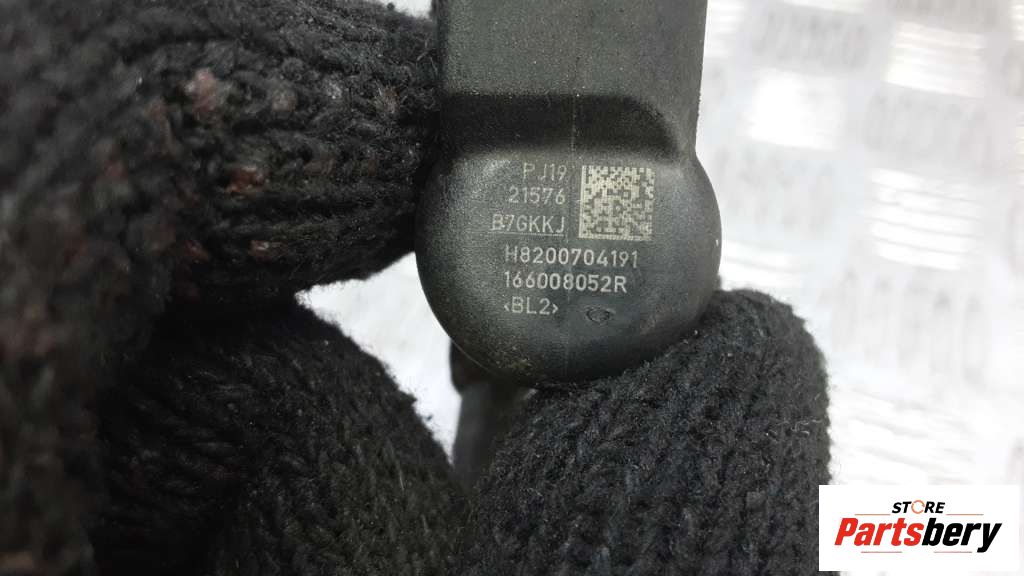 PJ19
21576
B7GKKJ
H8200704191
166008052R
<BL2>
STORE
Partsbery